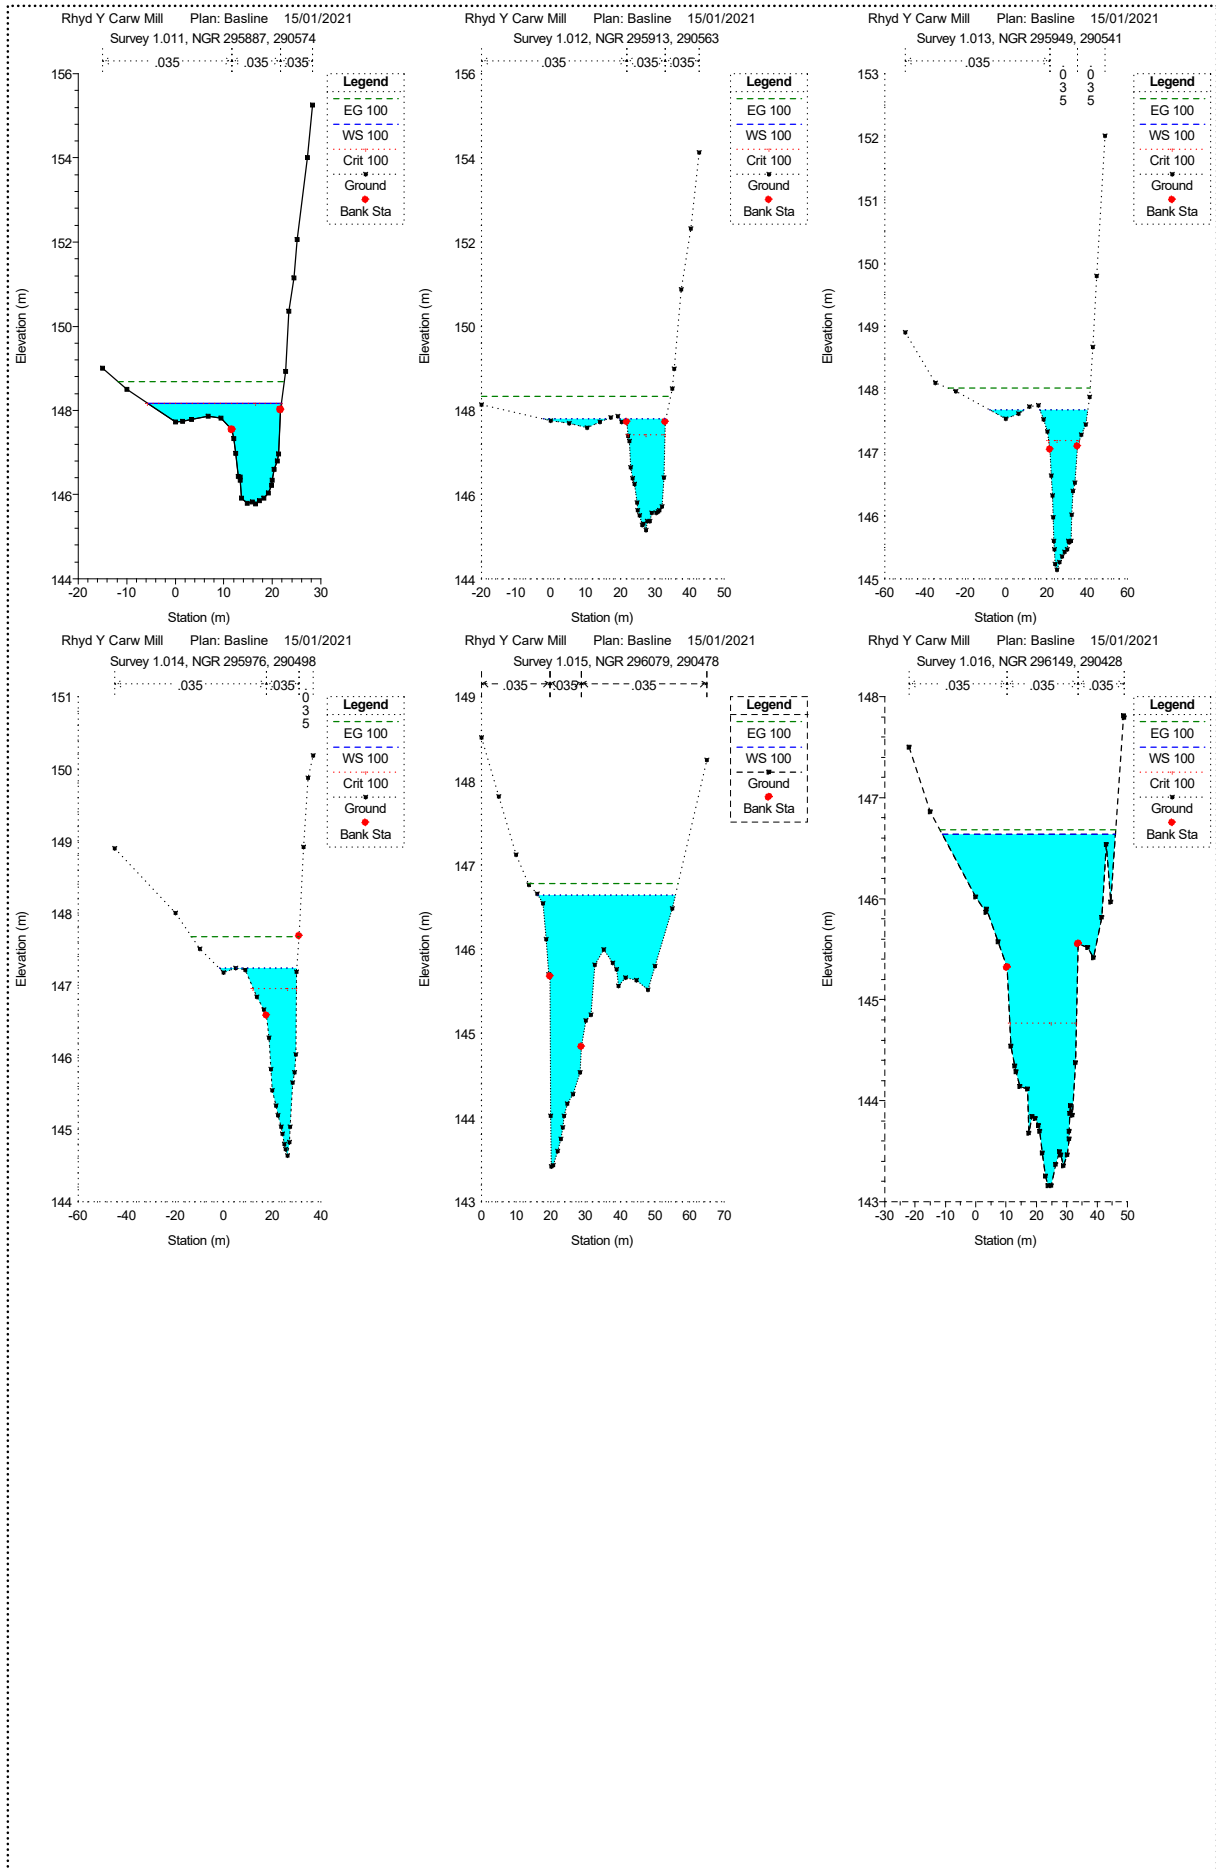 Rhyd Y Carw Mill Plan: Basline 15/01/2021
Survey 1.011, NGR 295887, 290574
.035 .035 .035
156
154
152
150
148
146
144
Elevation (m)
-20 -10 0 10 20 30
Station (m)
Legend
EG 100
WS 100
Crit 100
Ground
Bank Sta
Rhyd Y Carw Mill Plan: Basline 15/01/2021
Survey 1.012, NGR 295913, 290563
.035 .035 .035
156
154
152
150
148
146
144
Elevation (m)
-20 -10 0 10 20 30 40 50
Station (m)
Legend
EG 100
WS 100
Crit 100
Ground
Bank Sta
Rhyd Y Carw Mill Plan: Basline 15/01/2021
Survey 1.013, NGR 295949, 290541
.035
0 0
3 3
5 5
153
152
151
150
149
148
147
146
145
Elevation (m)
-60 -40 -20 0 20 40 60
Station (m)
Legend
EG 100
WS 100
Crit 100
Ground
Bank Sta
Rhyd Y Carw Mill Plan: Basline 15/01/2021
Survey 1.014, NGR 295976, 290498
.035 .035
0
3
5
151
150
149
148
147
146
145
144
Elevation (m)
-60 -40 -20 0 20 40
Station (m)
Legend
EG 100
WS 100
Crit 100
Ground
Bank Sta
Rhyd Y Carw Mill Plan: Basline 15/01/2021
Survey 1.015, NGR 296079, 290478
.035 .035 .035
149
148
147
146
145
144
143
Elevation (m)
0 10 20 30 40 50 60 70
Station (m)
Legend
EG 100
WS 100
Ground
Bank Sta
Rhyd Y Carw Mill Plan: Basline 15/01/2021
Survey 1.016, NGR 296149, 290428
.035 .035 .035
148
147
146
145
144
143
Elevation (m)
-30 -20 -10 0 10 20 30 40 50
Station (m)
Legend
EG 100
WS 100
Crit 100
Ground
Bank Sta